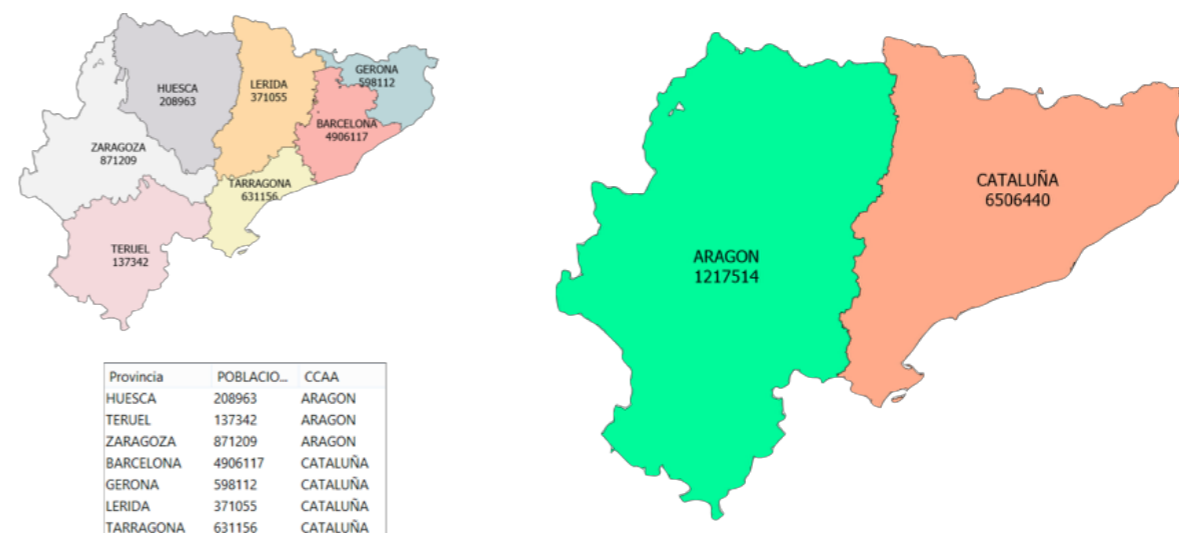 HUESCA
208963
LERIDA
371055
GERONA
598112
BARCELONA
4906117
ZARAGOZA
871209
TARRAGONA
631156
TERUEL
137342
ARAGON
1217514
CATALUÑA
6506440
Provincia POBLACIO... CCAA
HUESCA 208963 ARAGON
TERUEL 137342 ARAGON
ZARAGOZA 871209 ARAGON
BARCELONA 4906117 CATALUÑA
GERONA 598112 CATALUÑA
LERIDA 371055 CATALUÑA
TARRAGONA 631156 CATALUÑA